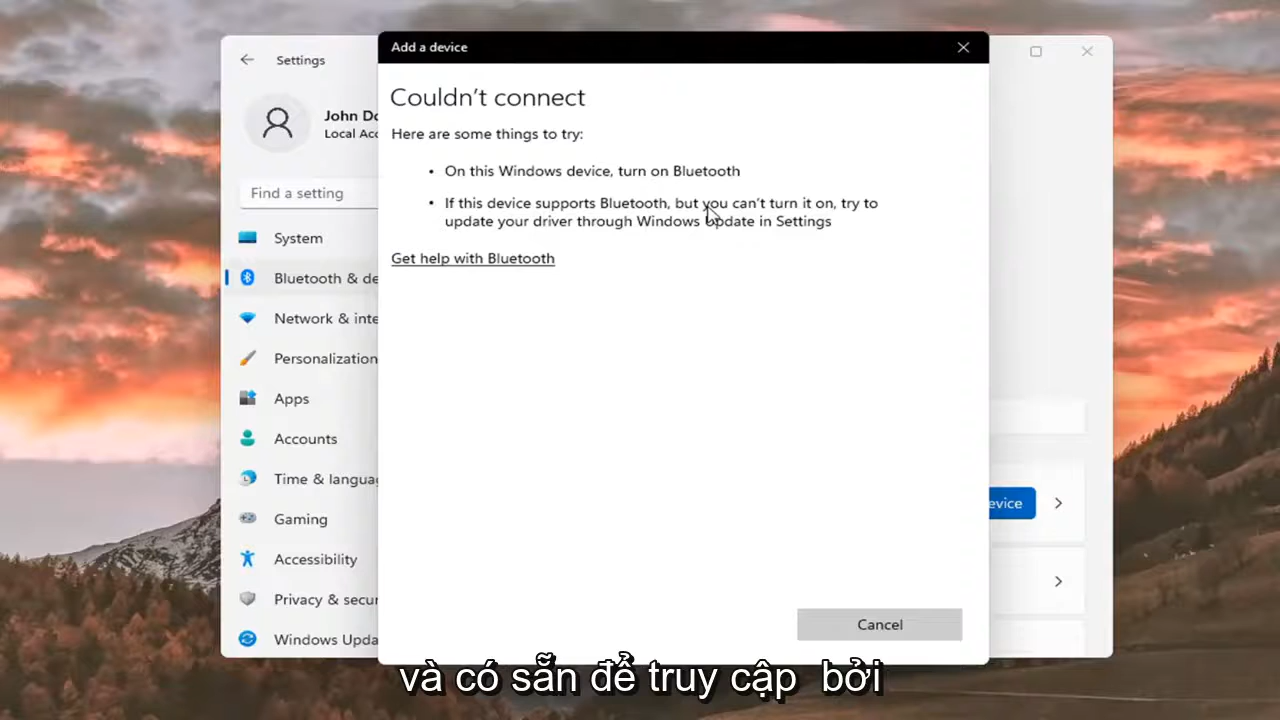 Add a device
Settings
Couldn't connect
John Do
Local Acc
Here are some things to try:
• On this Windows device, turn on Bluetooth
Find a setting
• If this device supports Bluetooth, but you can't turn it on, try to
update your driver through Windows Update in Settings
System
Get help with Bluetooth
Bluetooth & de
Network & inte
Personalization
Apps
Accounts
Time & languag
evice
Gaming
Accessibility
Privacy & secur
Cancel
Windows Upda
và có sẵn để truy cập bởi